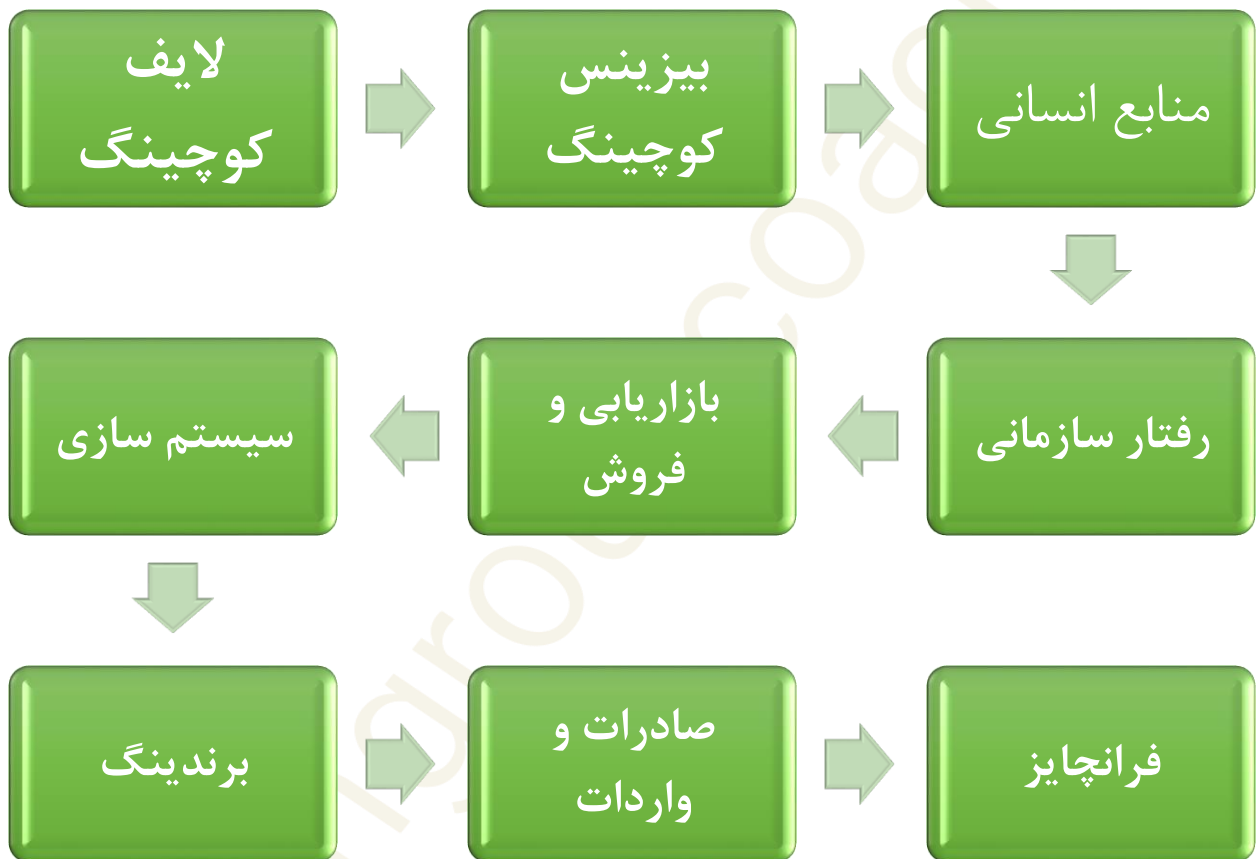 لایف
کوچینگ
بیزینس
کوچینگ
منابع انسانی
رفتار سازمانی
بازاریابی و
فروش
سیستم سازی
برندینگ
صادرات و
واردات
فرانچایز